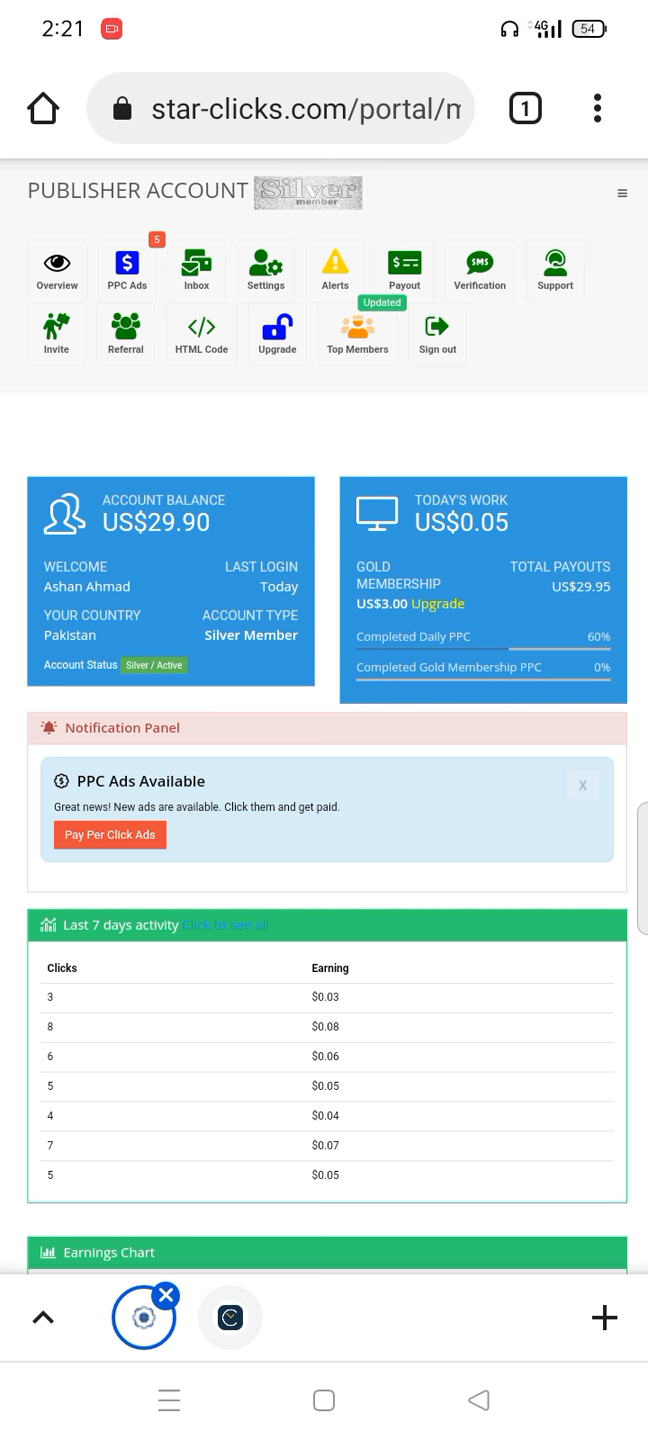 2:21
4G
54
star-clicks.com/portal/m
1
PUBLISHER ACCOUNT Silver member
5
Overview PPC Ads Inbox Settings Alerts Payout Verification Support
SMS
Updated
Invite Referral HTML Code Upgrade Top Members Sign out
ACCOUNT BALANCE
US$29.90
WELCOME LAST LOGIN
Ashan Ahmad Today
YOUR COUNTRY ACCOUNT TYPE
Pakistan Silver Member
Account Status Silver / Active
TODAY'S WORK
US$0.05
GOLD MEMBERSHIP TOTAL PAYOUTS
US$3.00 Upgrade US$29.95
Completed Daily PPC 60%
Completed Gold Membership PPC 0%
Notification Panel
PPC Ads Available
X
Great news! New ads are available. Click them and get paid.
Pay Per Click Ads
Last 7 days activity Click to see all
Clicks Earning
3 $0.03
8 $0.08
6 $0.06
5 $0.05
4 $0.04
7 $0.07
5 $0.05
Earnings Chart